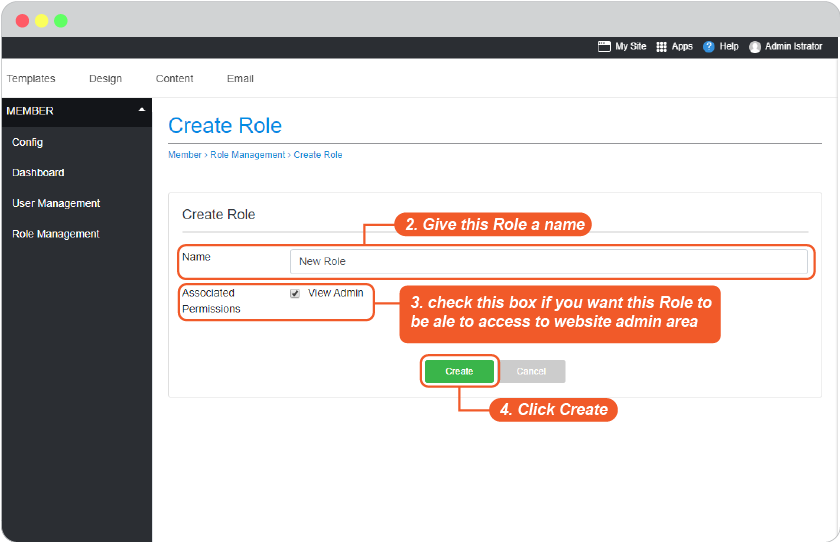 My Site Apps ? Help Admin Istrator
Templates Design Content Email
MEMBER
Config
Dashboard
User Management
Role Management
Create Role
Member › Role Management › Create Role
Create Role
2. Give this Role a name
Name
New Role
Associated
Permissions
View Admin
3. check this box if you want this Role to
be ale to access to website admin area
Create
Cancel
4. Click Create